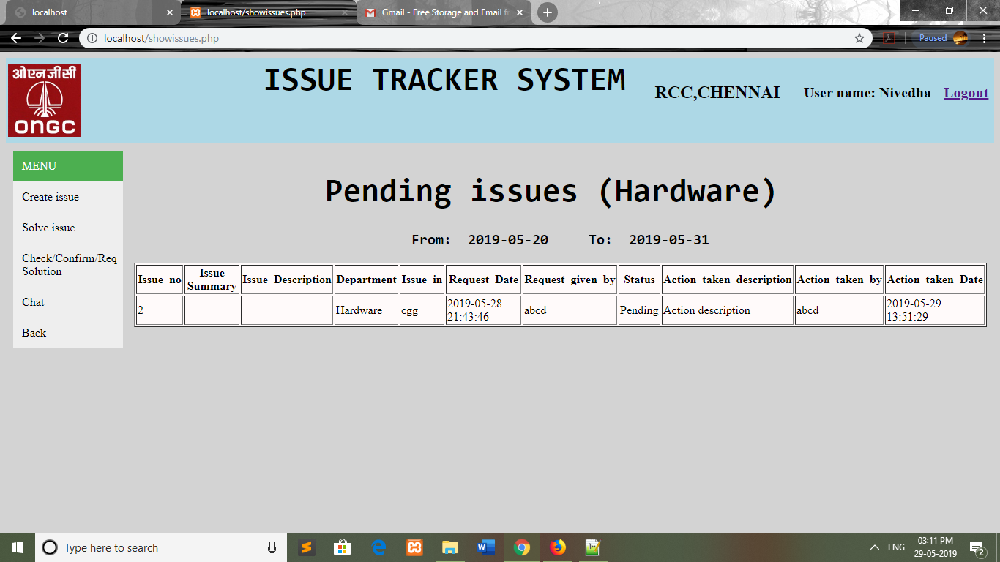 localhost
localhost/showissues.php
Gmail - Free Storage and Email f
localhost/showissues.php
Paused
ओएनजीसी
ongc
ISSUE TRACKER SYSTEM
RCC,CHENNAI
User name: Nivedha
Logout
MENU
Create issue
Solve issue
Check/Confirm/Req
Solution
Chat
Back
Pending issues (Hardware)
From: 2019-05-20 To: 2019-05-31
Issue_no Issue Summary Issue_Description Department Issue_in Request_Date Request_given_by Status Action_taken_description Action_taken_by Action_taken_Date
2 Hardware cgg 2019-05-28 21:43:46 abcd Pending Action description abcd 2019-05-29 13:51:29
Type here to search
ENG
03:11 PM
29-05-2019
2